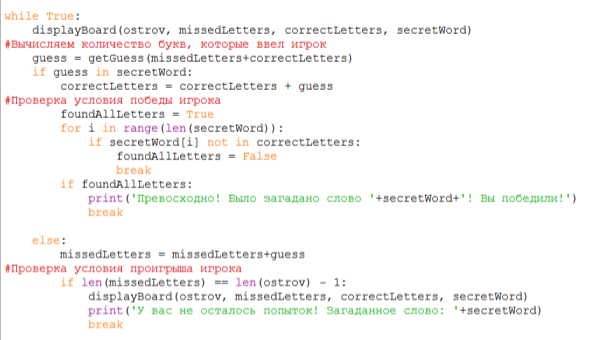 while True:
    displayBoard(ostrov, missedLetters, correctLetters, secretWord)
#Вычисляем количество букв, которые ввел игрок
    guess = getGuess(missedLetters+correctLetters)
    if guess in secretWord:
        correctLetters = correctLetters + guess
#Проверка условия победы игрока
        foundAllLetters = True
        for i in range(len(secretWord)):
            if secretWord[i] not in correctLetters:
                foundAllLetters = False
                break
        if foundAllLetters:
            print('Превосходно! Было загадано слово '+secretWord+'! Вы победили!')
            break

    else:
        missedLetters = missedLetters+guess
#Проверка условия проигрыша игрока
        if len(missedLetters) == len(ostrov) - 1:
            displayBoard(ostrov, missedLetters, correctLetters, secretWord)
            print('У вас не осталось попыток! Загаданное слово: '+secretWord)
            break